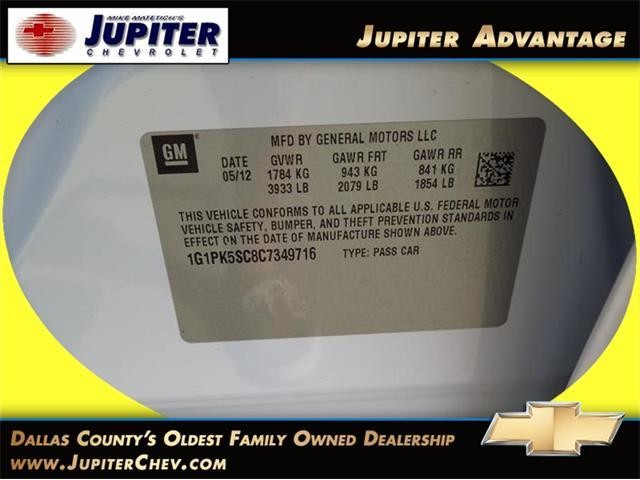 MIKE MATETICH'S
JUPITER
CHEVROLET
JUPITER ADVANTAGE
GM
MFD BY GENERAL MOTORS LLC
DATE GVWR GAWR FRT GAWR RR
05/12 1784 KG 943 KG 841 KG
3933 LB 2079 LB 1854 LB
THIS VEHICLE CONFORMS TO ALL APPLICABLE U.S. FEDERAL MOTOR
VEHICLE SAFETY, BUMPER, AND THEFT PREVENTION STANDARDS IN
EFFECT ON THE DATE OF MANUFACTURE SHOWN ABOVE.
1G1PK5SC8C7349716 TYPE: PASS CAR
DALLAS COUNTY'S OLDEST FAMILY OWNED DEALERSHIP
WWW.JUPITERCHEV.COM